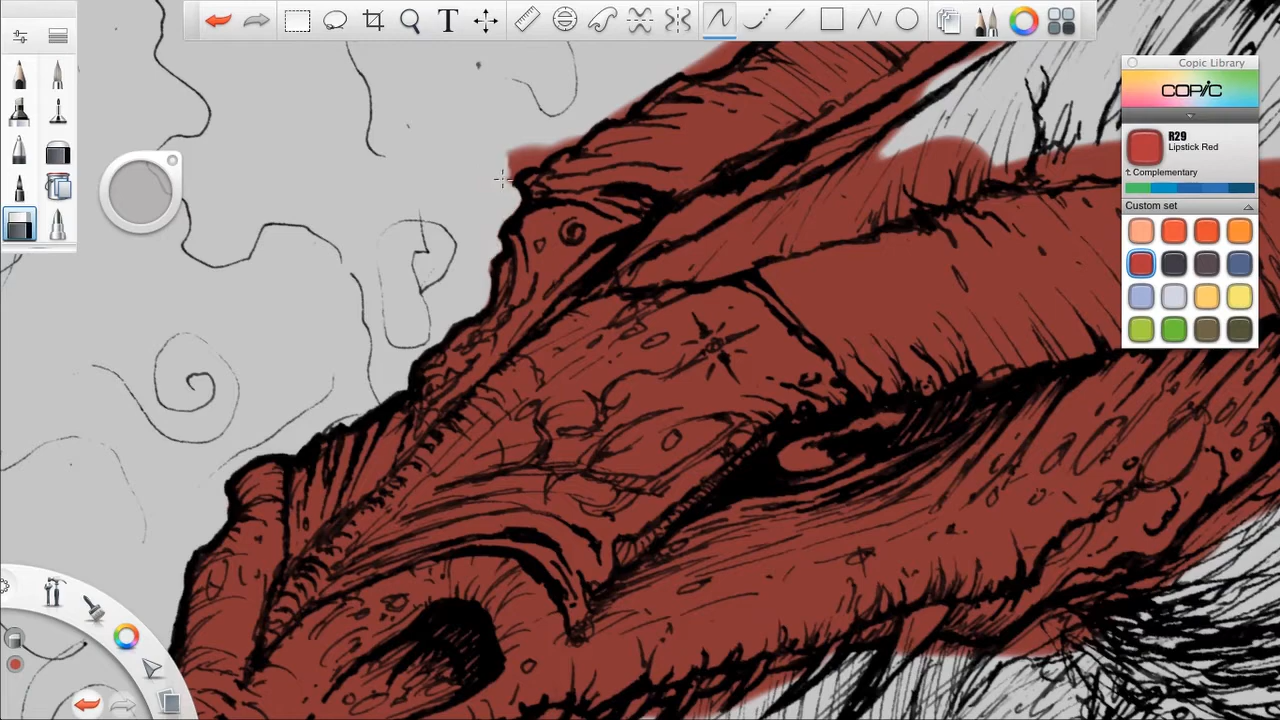 T
Copic Library
COPIC
R29
Lipstick Red
Complementary
Custom set